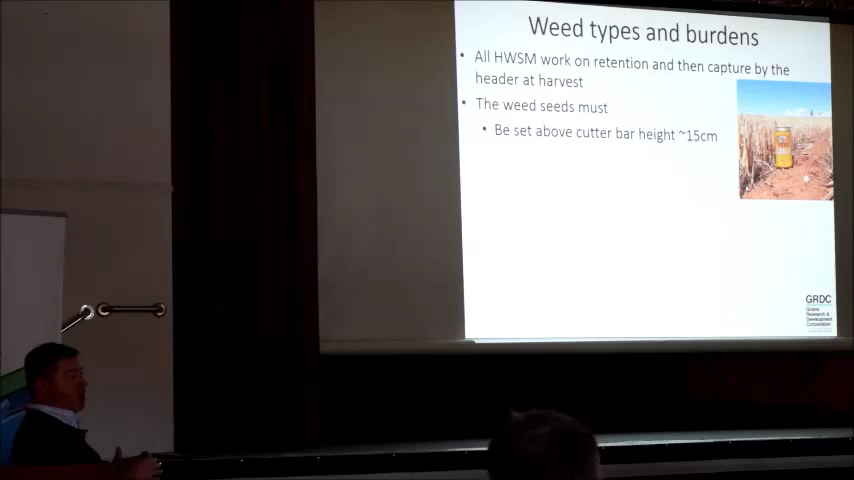 Weed types and burdens
• All HWSM work on retention and then capture by the
header at harvest
• The weed seeds must
• Be set above cutter bar height ~15cm
GRDC
Grains
Research &
Development
Corporation